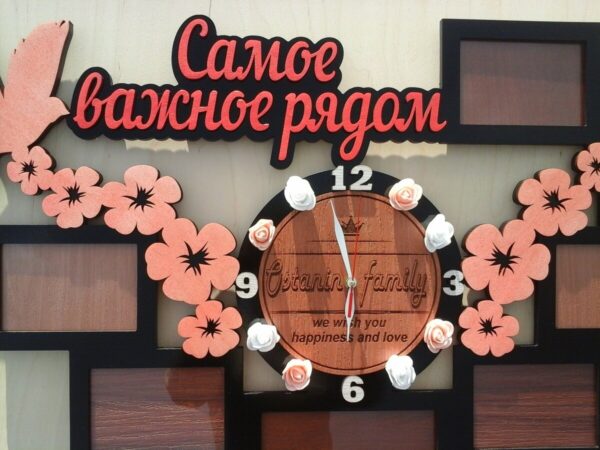 Самое
важное рядом
12
9
3
Ostanin family
we wish you
happiness and love
6